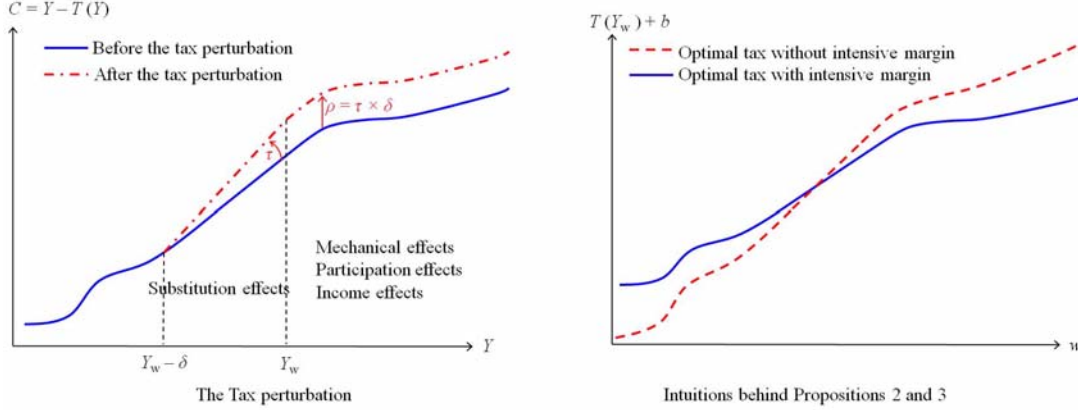 C = Y – T (Y)
Before the tax perturbation
After the tax perturbation
ρ = τ × δ
τ
Mechanical effects
Participation effects
Income effects
Substitution effects
Y
Yw – δ
Yw
The Tax perturbation
T (Yw) + b
Optimal tax without intensive margin
Optimal tax with intensive margin
w
Intuitions behind Propositions 2 and 3